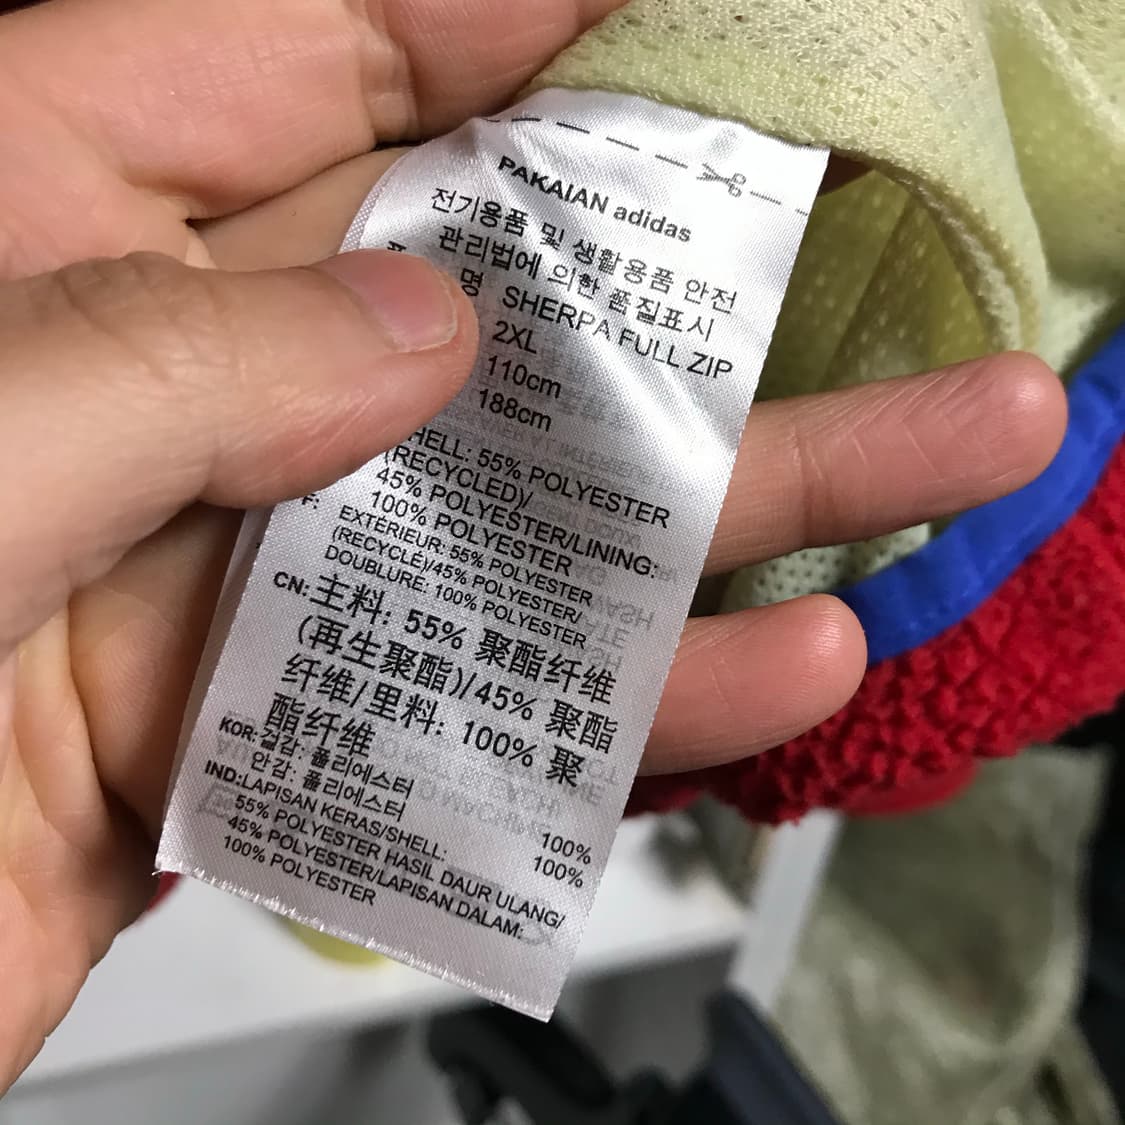 PAKAIAN adidas
전기용품 및 생활용품 안전
관리법에 의한 품질표시
명 SHERPA FULL ZIP
2XL
110cm
188cm
HELL: 55% POLYESTER
(RECYCLED)/
45% POLYESTER/LINING:
100% POLYESTER
F: EXTÉRIEUR: 55% POLYESTER
(RECYCLÉ)/45% POLYESTER/
DOUBLURE: 100% POLYESTER
CN: 主料: 55% 聚酯纤维
(再生聚酯)/45% 聚酯
纤维/里料: 100% 聚
酯纤维
KOR: 겉감: 폴리에스터 100%
안감: 폴리에스터 100%
IND:LAPISAN KERAS/SHELL:
55% POLYESTER HASIL DAUR ULANG/
45% POLYESTER/LAPISAN DALAM:
100% POLYESTER